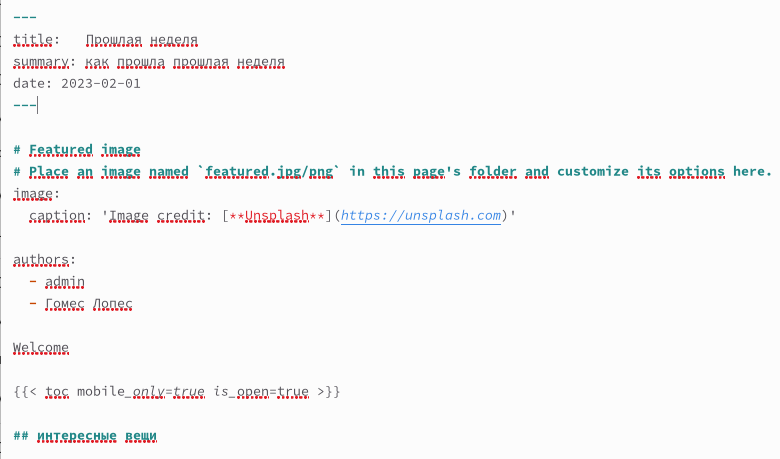 ---
title:   Прошлая неделя
summary: как прошла прошлая неделя
date: 2023-02-01
---
# Featured image
# Place an image named `featured.jpg/png` in this page's folder and customize its options here.
image:
  caption: 'Image credit: [**Unsplash**](https://unsplash.com)'
authors:
  - admin
  - Гомес Лопес
Welcome
{{< toc mobile_only=true is_open=true >}}
## интересные вещи